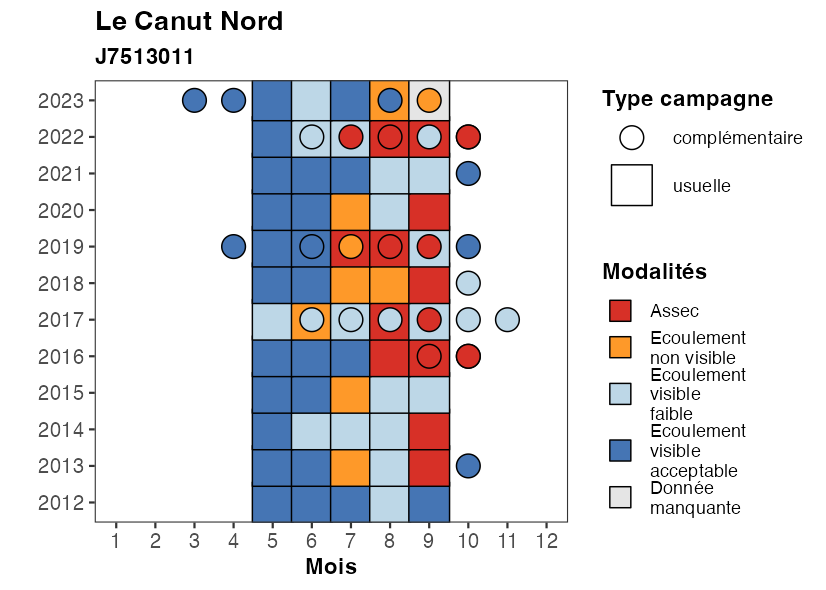 Le Canut Nord
J7513011
2023
2022
2021
2020
2019
2018
2017
2016
2015
2014
2013
2012
1 2 3 4 5 6 7 8 9 10 11 12
Mois
Type campagne
complémentaire
usuelle
Modalités
Assec
Ecoulement
non visible
Ecoulement
visible
faible
Ecoulement
visible
acceptable
Donnée
manquante